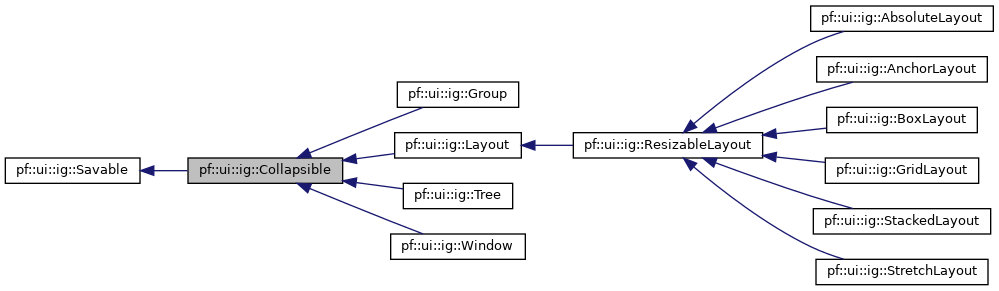 pf::ui::ig::Savable
pf::ui::ig::Collapsible
pf::ui::ig::Group
pf::ui::ig::Layout
pf::ui::ig::Tree
pf::ui::ig::Window
pf::ui::ig::ResizableLayout
pf::ui::ig::AbsoluteLayout
pf::ui::ig::AnchorLayout
pf::ui::ig::BoxLayout
pf::ui::ig::GridLayout
pf::ui::ig::StackedLayout
pf::ui::ig::StretchLayout